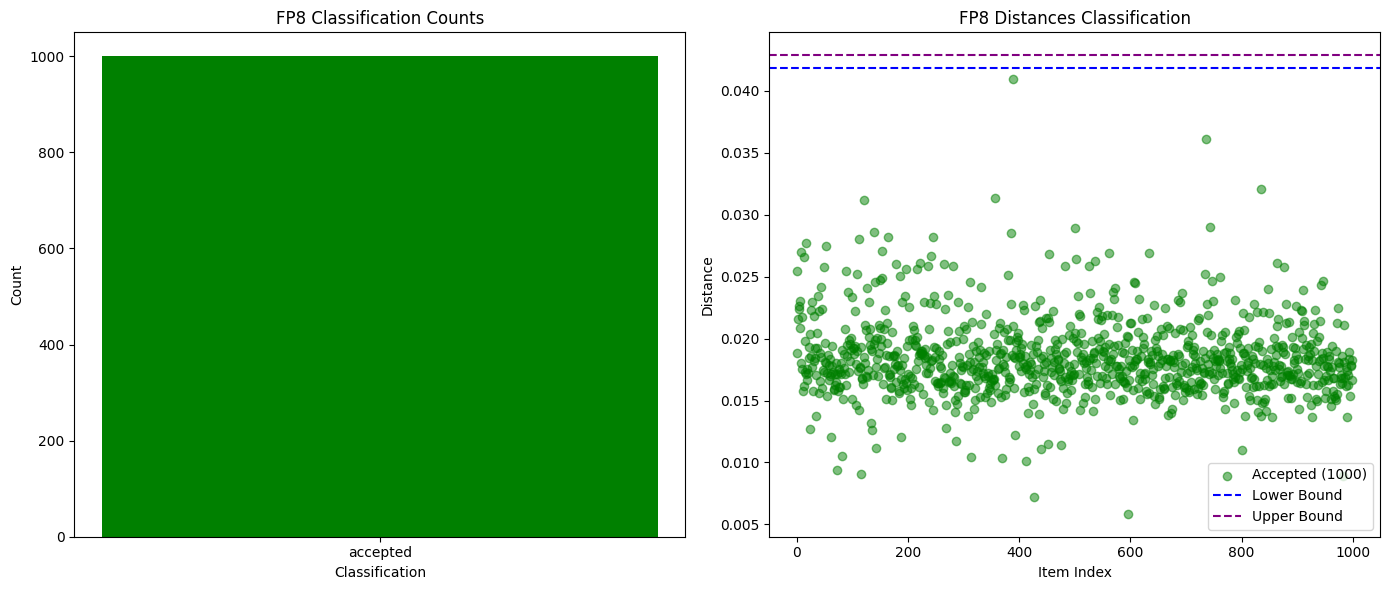 FP8 Classification Counts
Count
1000
800
600
400
200
0
accepted
Classification
FP8 Distances Classification
Distance
0.040
0.035
0.030
0.025
0.020
0.015
0.010
0.005
Accepted (1000)
Lower Bound
Upper Bound
0 200 400 600 800 1000
Item Index